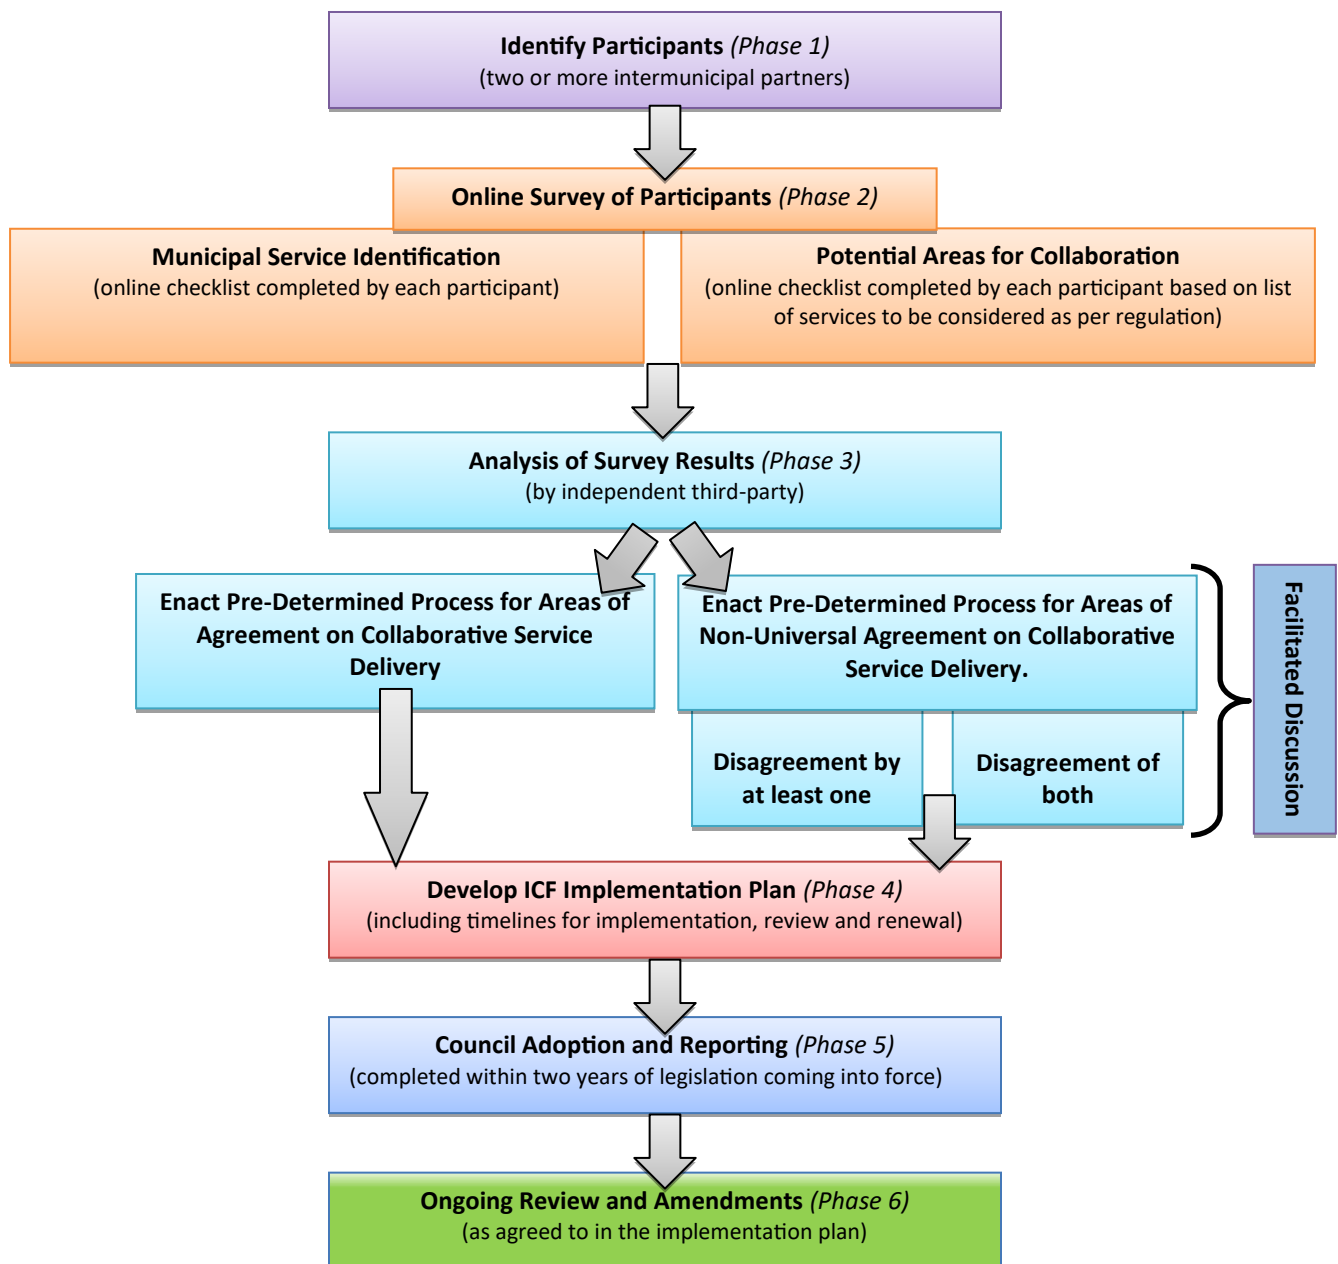 Identify Participants (Phase 1)
(two or more intermunicipal partners)
Online Survey of Participants (Phase 2)
Municipal Service Identification
(online checklist completed by each participant)
Potential Areas for Collaboration
(online checklist completed by each participant based on list
of services to be considered as per regulation)
Analysis of Survey Results (Phase 3)
(by independent third-party)
Enact Pre-Determined Process for Areas of
Agreement on Collaborative Service
Delivery
Enact Pre-Determined Process for Areas of
Non-Universal Agreement on Collaborative
Service Delivery.
Disagreement by
at least one
Disagreement of
both
Facilitated Discussion
Develop ICF Implementation Plan (Phase 4)
(including timelines for implementation, review and renewal)
Council Adoption and Reporting (Phase 5)
(completed within two years of legislation coming into force)
Ongoing Review and Amendments (Phase 6)
(as agreed to in the implementation plan)